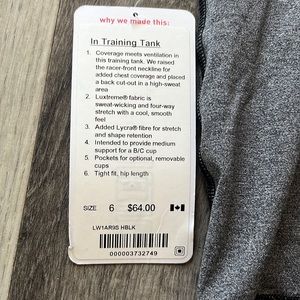 why we made this:
In Training Tank
1. Coverage meets ventilation in
this training tank. We raised
the racer-front neckline for
added chest coverage and placed
a back cut-out in a high-sweat
area
2. Luxtreme® fabric is
sweat-wicking and four-way
stretch with a cool, smooth
feel
3. Added Lycra® fibre for stretch
and shape retention
4. Intended to provide medium
support for a B/C cup
5. Pockets for optional, removable
cups
6. Tight fit, hip length
SIZE 6 $64.00
LW1AR9S HBLK
000003732749